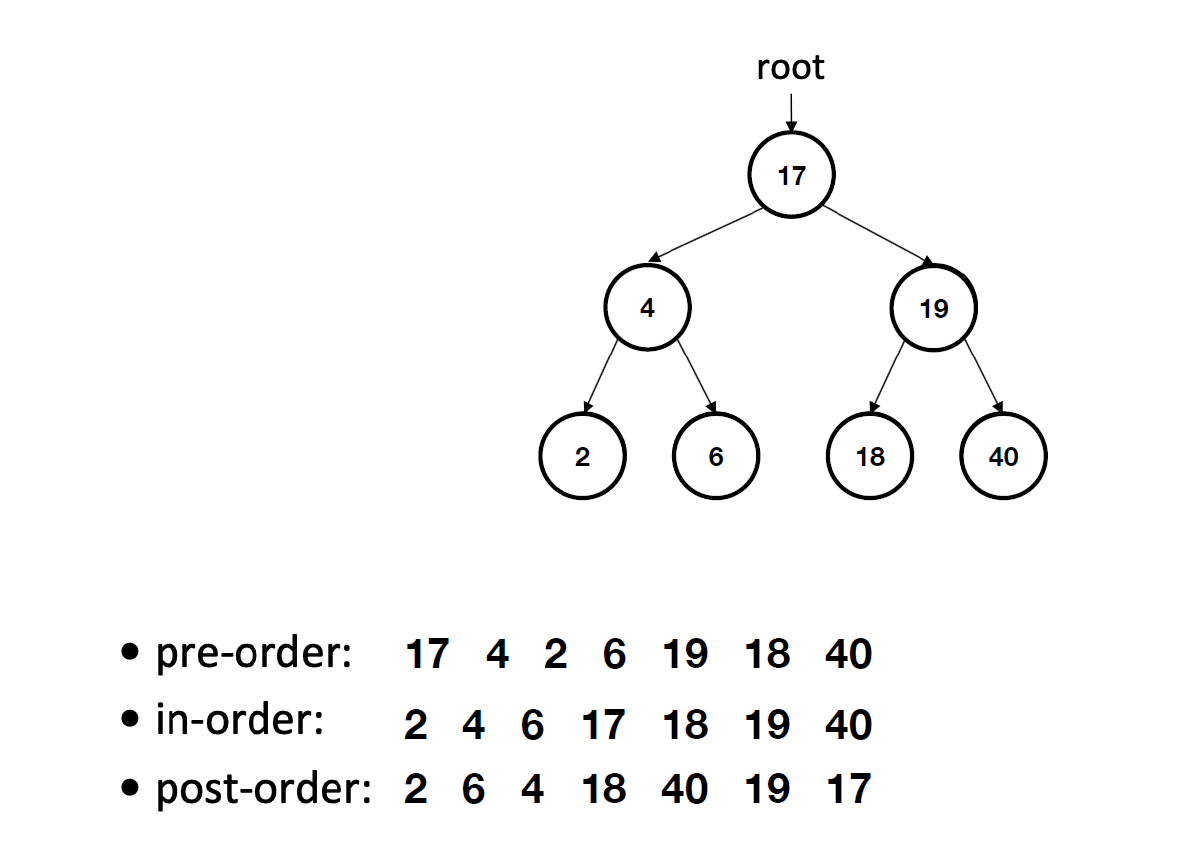 root
17
4 19
2 6 18 40
• pre-order: 17 4 2 6 19 18 40
• in-order: 2 4 6 17 18 19 40
• post-order: 2 6 4 18 40 19 17